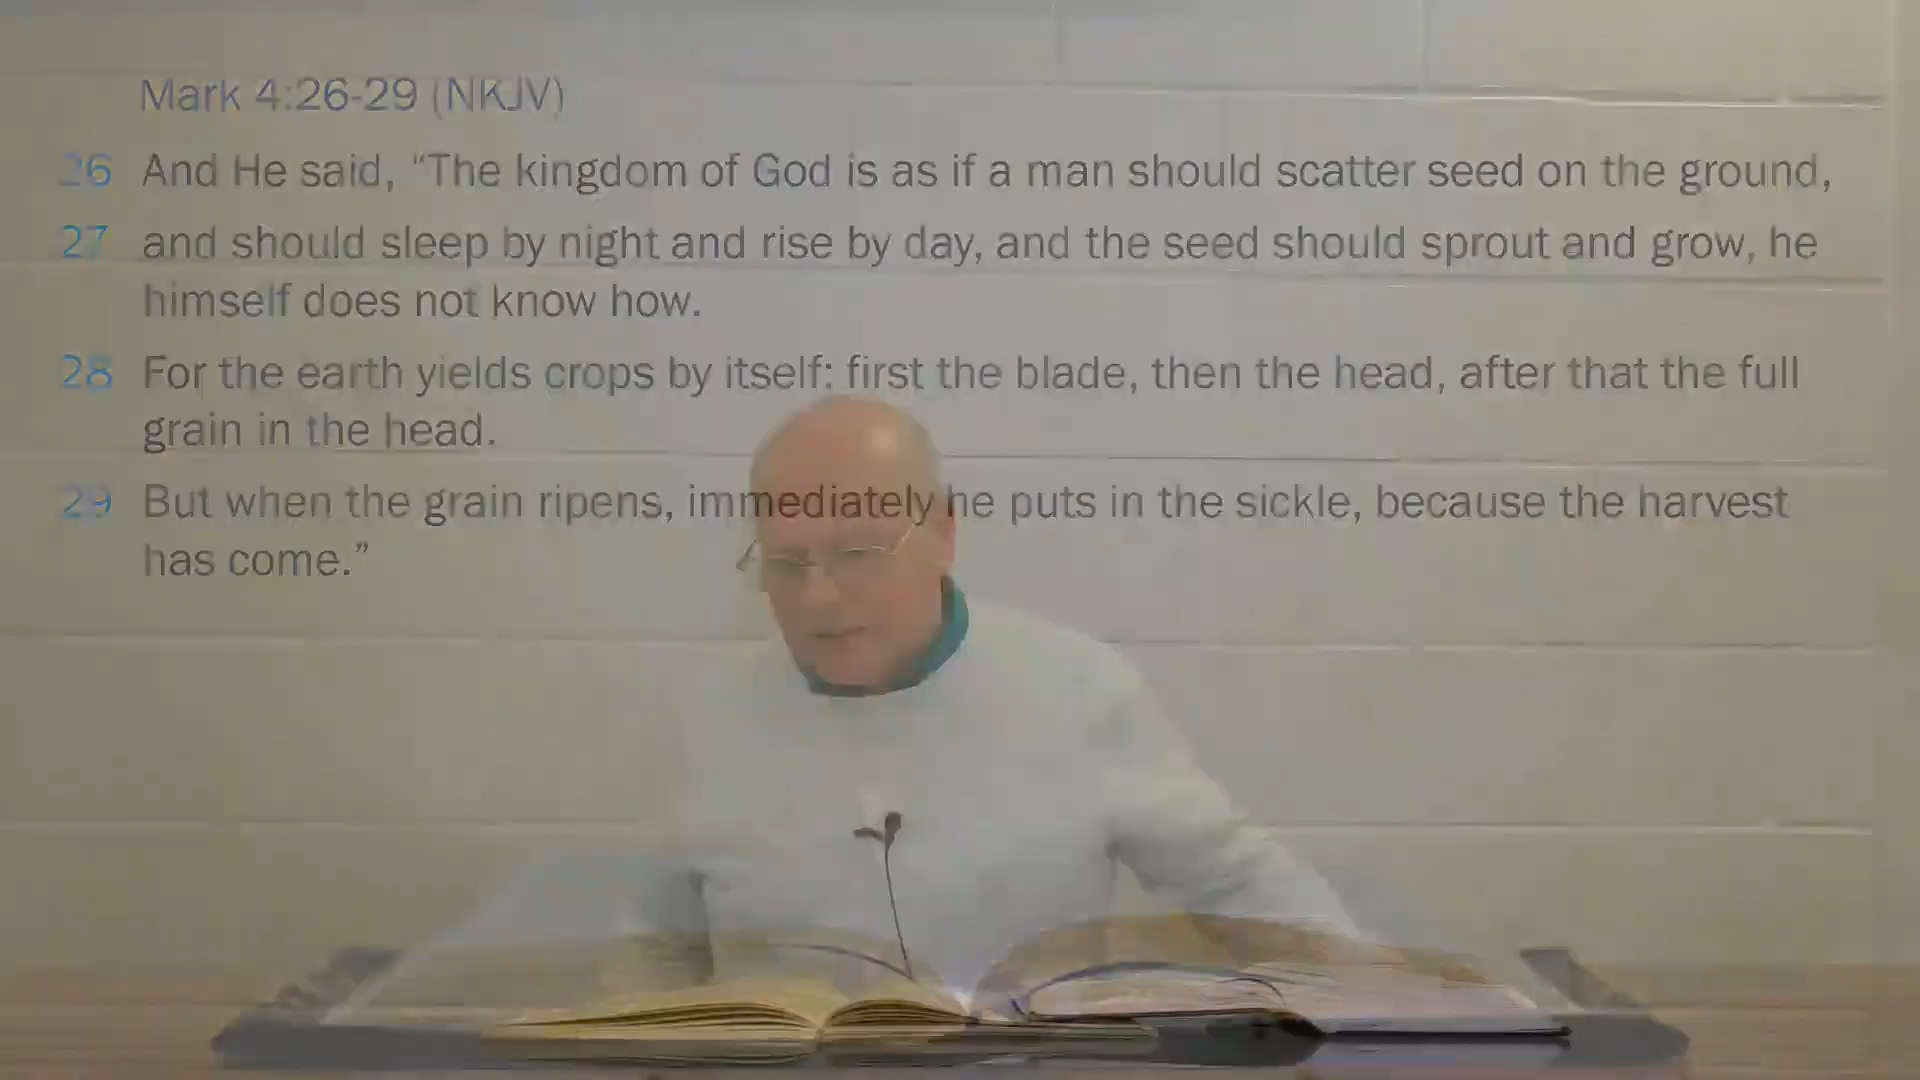 Mark 4:26-29 (NKJV)
26 And He said, “The kingdom of God is as if a man should scatter seed on the ground,
27 and should sleep by night and rise by day, and the seed should sprout and grow, he
himself does not know how.
28 For the earth yields crops by itself: first the blade, then the head, after that the full
grain in the head.
29 But when the grain ripens, immediately he puts in the sickle, because the harvest
has come.”